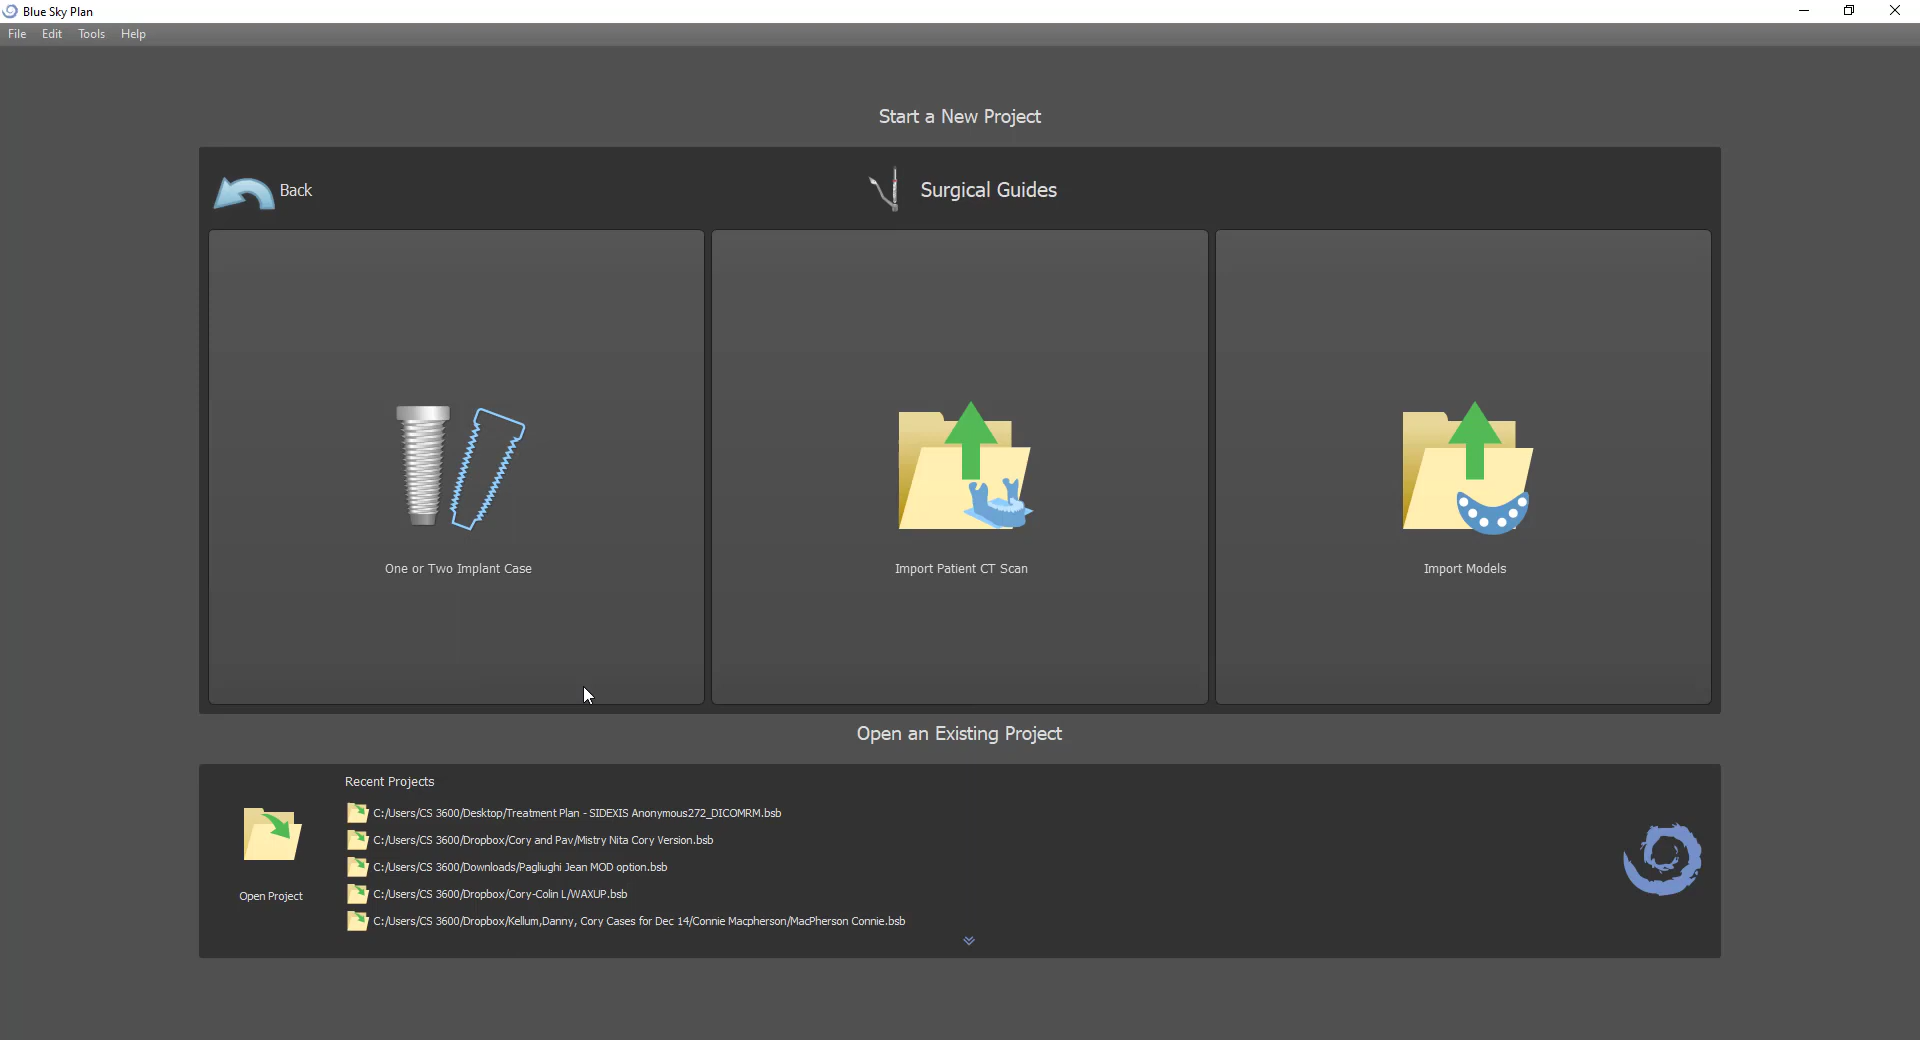 Blue Sky Plan
File Edit Tools Help
Start a New Project
Back
Surgical Guides
One or Two Implant Case
Import Patient CT Scan
Import Models
Open an Existing Project
Recent Projects
C:/Users/CS 3600/Desktop/Treatment Plan - SIDEXIS Anonymous272_DICOMRM.bsb
C:/Users/CS 3600/Dropbox/Cory and Pav/Mistry Nita Cory Version.bsb
C:/Users/CS 3600/Downloads/Pagliughi Jean MOD option.bsb
C:/Users/CS 3600/Dropbox/Cory-Colin L/WAXUP.bsb
C:/Users/CS 3600/Dropbox/Kellum,Danny, Cory Cases for Dec 14/Connie Macpherson/MacPherson Connie.bsb
Open Project